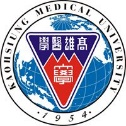 KAOHSIUNG MEDICAL UNIVERSITY
學醫雄高
1954